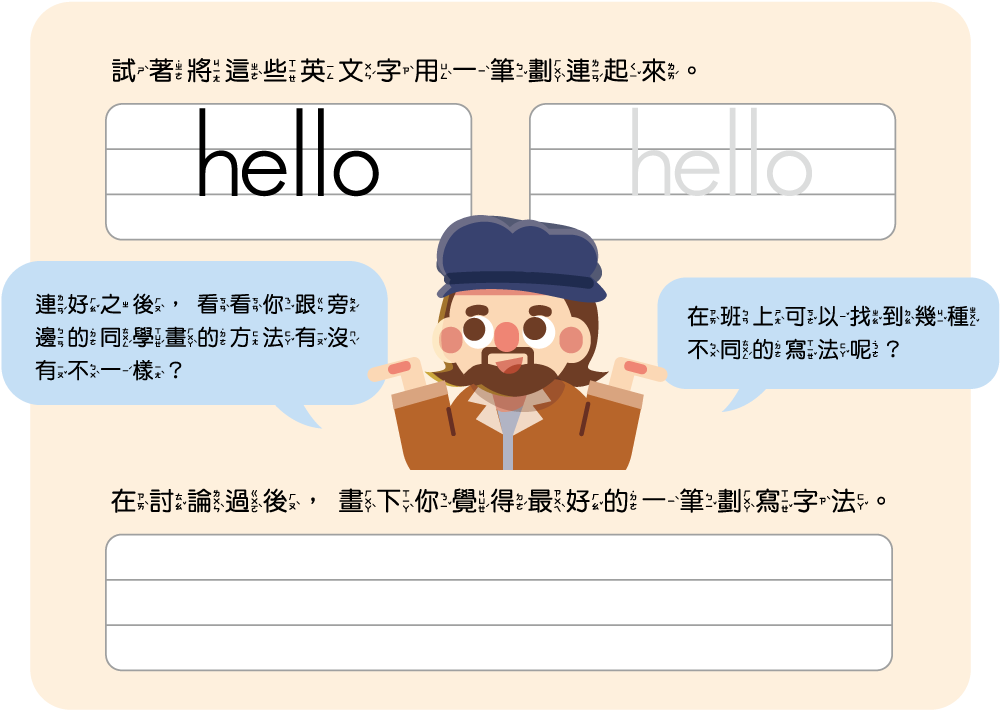 試著將這些英文字用一筆劃連起來。
hello
hello
連好之後，看看你跟旁
邊的同學畫的方法有沒
有不一樣？
在班上可以找到幾種
不同的寫法呢？
在討論過後，畫下你覺得最好的一筆劃寫字法。